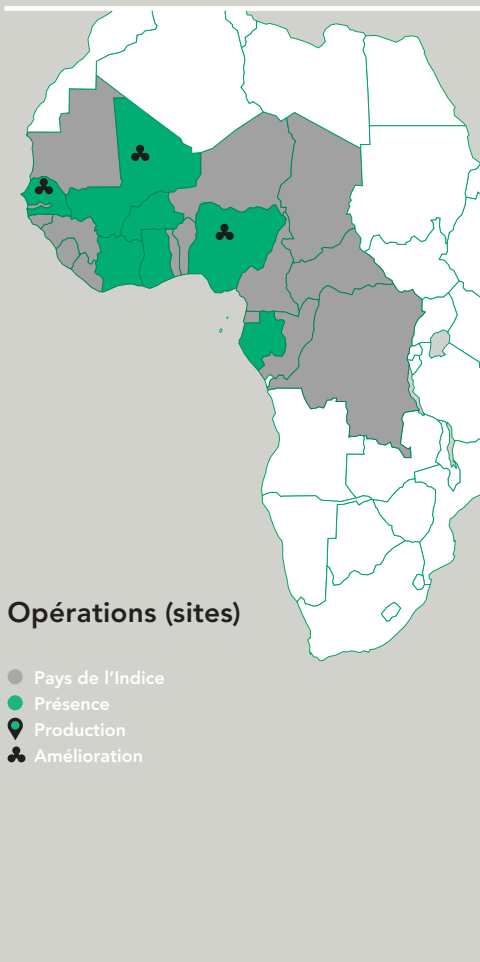 Opérations (sites)
Pays de l'Indice
Présence
Production
Amélioration